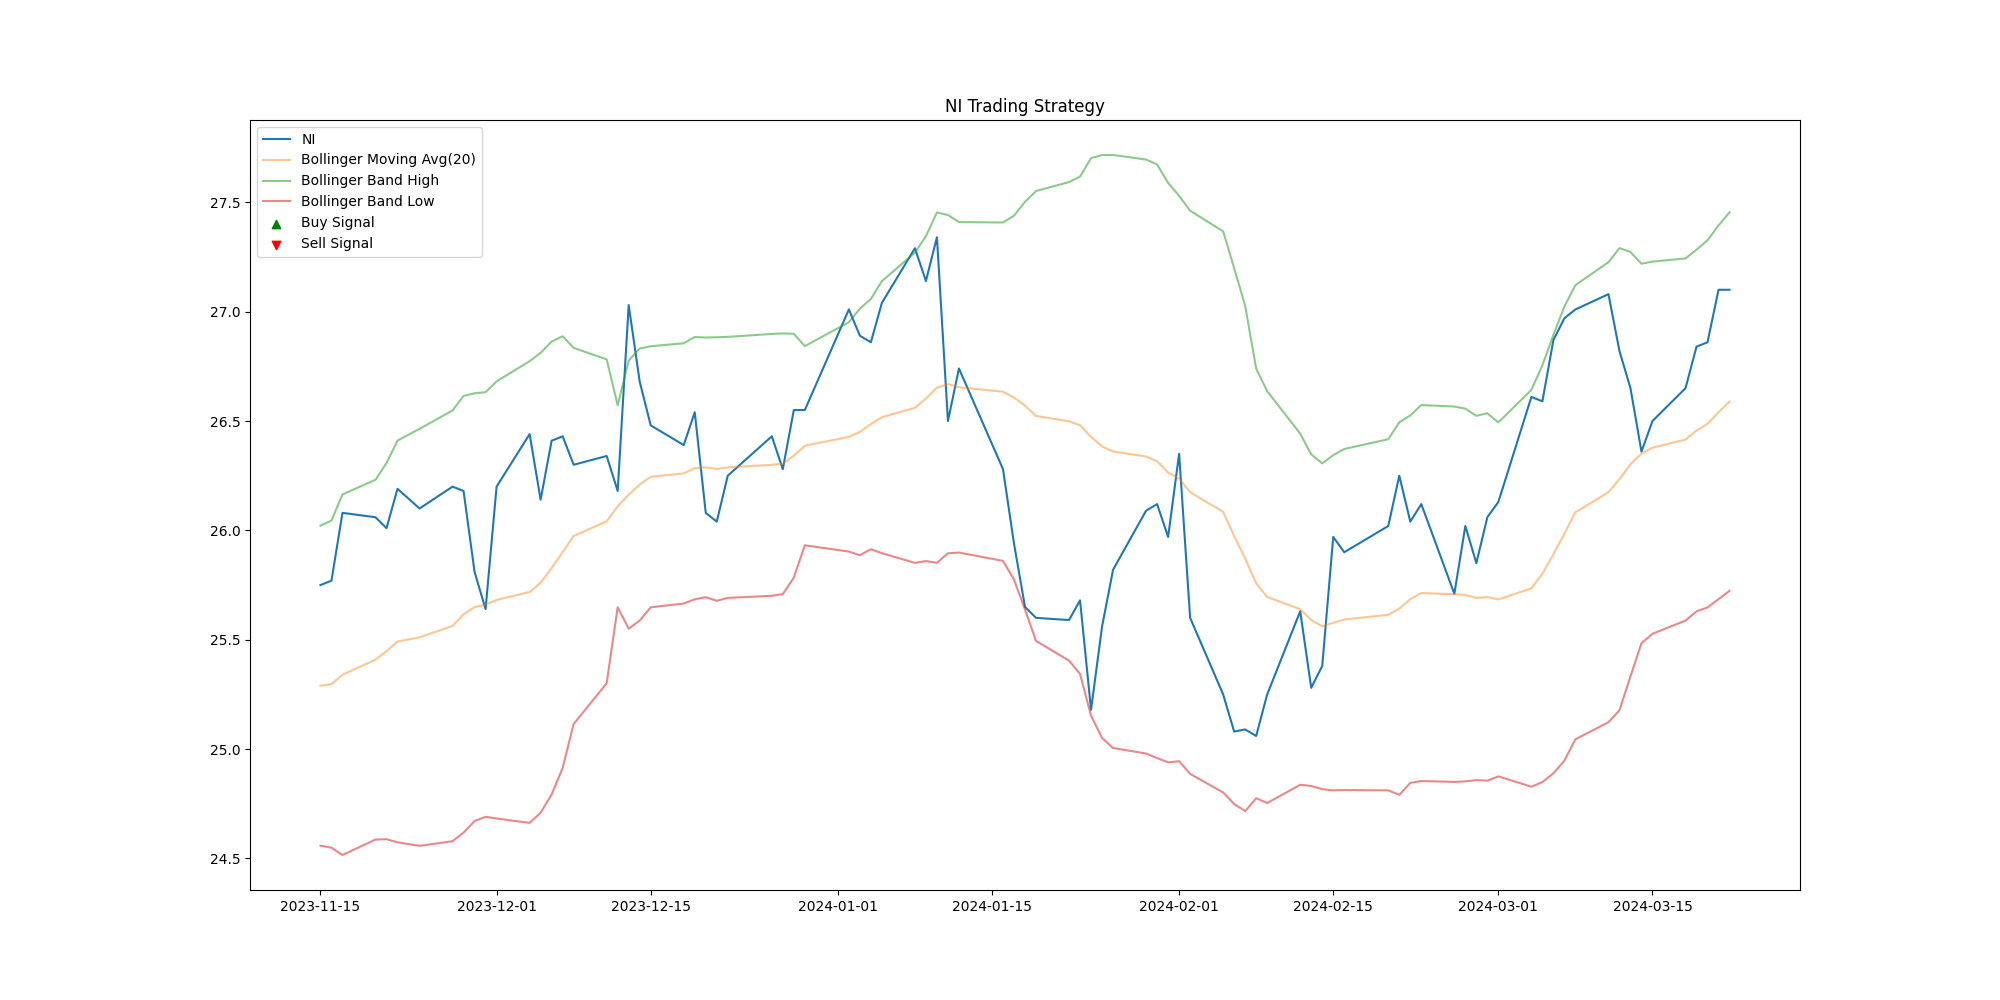 NI Trading Strategy
NI
Bollinger Moving Avg(20)
Bollinger Band High
Bollinger Band Low
Buy Signal
Sell Signal
27.5
27.0
26.5
26.0
25.5
25.0
24.5
2023-11-15 2023-12-01 2023-12-15 2024-01-01 2024-01-15 2024-02-01 2024-02-15 2024-03-01 2024-03-15